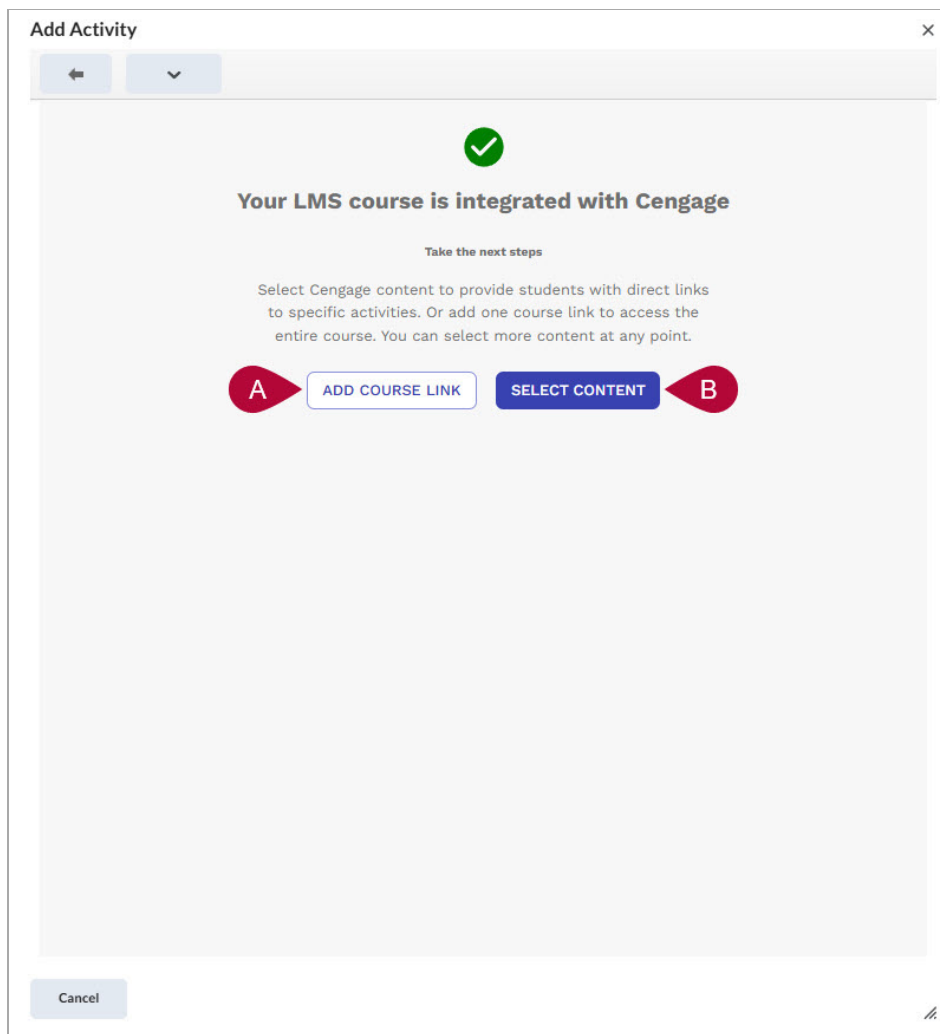 Add Activity
Your LMS course is integrated with Cengage
Take the next steps
Select Cengage content to provide students with direct links
to specific activities. Or add one course link to access the
entire course. You can select more content at any point.
A ADD COURSE LINK SELECT CONTENT B
Cancel